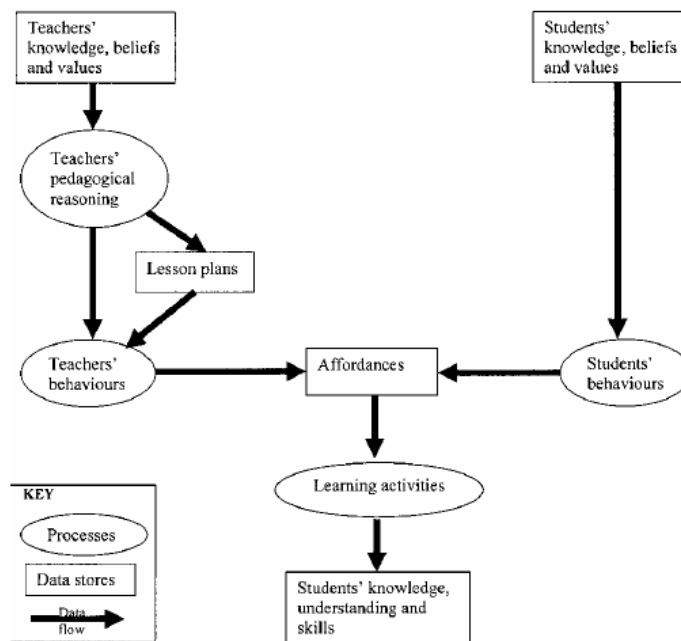 Teachers'
knowledge, beliefs
and values
Students'
knowledge, beliefs
and values
Teachers'
pedagogical
reasoning
Lesson plans
Teachers'
behaviours
Affordances
Students'
behaviours
Learning activities
KEY
Processes
Data stores
Data
flow
Students' knowledge,
understanding and
skills